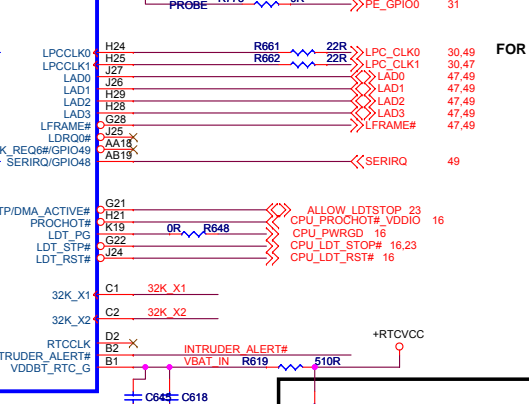 PROBE PE_GPIO0 31
LPCCLK0 H24 R661 22R LPC_CLK0 30,49 FOR
LPCCLK1 H25 R662 22R LPC_CLK1 30,47
LAD0 J27 LAD0 47,49
LAD1 J26 LAD1 47,49
LAD2 H29 LAD2 47,49
LAD3 H28 LAD3 47,49
LFRAME# G28 LFRAME# 47,49
LDRQ0# J25
K_REQ6#/GPIO49 AA18
SERIRQ/GPIO48 AB19 SERIRQ 49
TP/DMA_ACTIVE# G21 ALLOW_LDTSTOP 23
PROCHOT# H21 CPU_PROCHOT#_VDDIO 16
LDT_PG K19 0R R648 CPU_PWRGD 16
LDT_STP# G22 CPU_LDT_STOP# 16,23
LDT_RST# J24 CPU_LDT_RST# 16
32K_X1 C1 32K_X1
32K_X2 C2 32K_X2
+RTCVCC
RTCCLK D2
TRUDER_ALERT# B2 INTRUDER_ALERT#
VDDBT_RTC_G B1 VBAT_IN R619 510R
C618